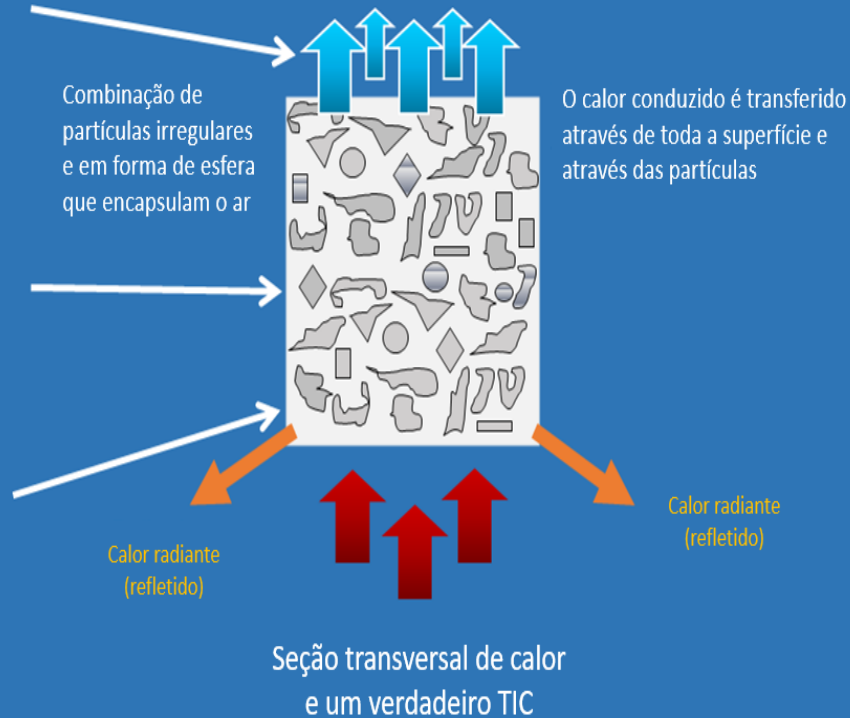 Combinação de
partículas irregulares
e em forma de esfera
que encapsulam o ar
O calor conduzido é transferido
através de toda a superfície e
através das partículas
Calor radiante
(refletido)
Calor radiante
(refletido)
Seção transversal de calor
e um verdadeiro TIC